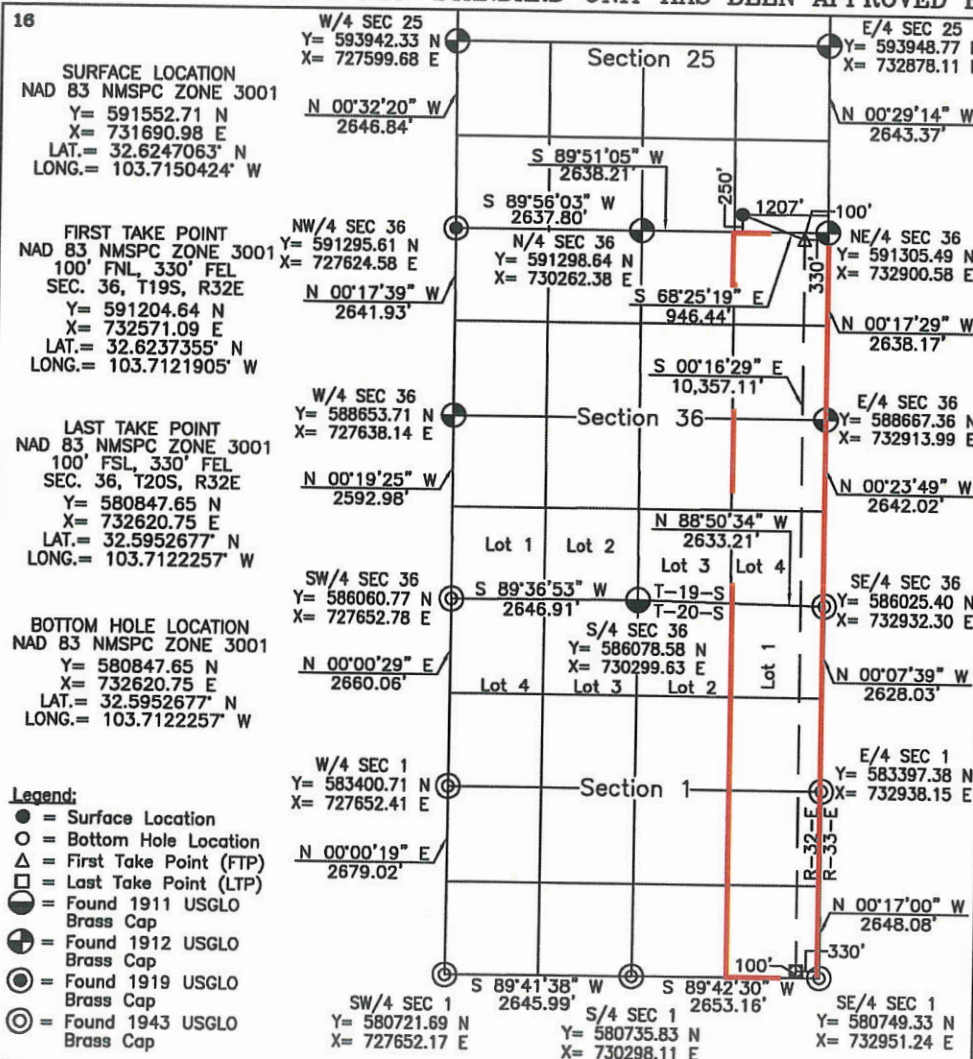 16
SURFACE LOCATION
NAD 83 NMSPC ZONE 3001
Y= 591552.71 N
X= 731690.98 E
LAT.= 32.6247063° N
LONG.= 103.7150424° W
FIRST TAKE POINT
NAD 83 NMSPC ZONE 3001
100' FNL, 330' FEL
SEC. 36, T19S, R32E
Y= 591204.64 N
X= 732571.09 E
LAT.= 32.6237355° N
LONG.= 103.7121905° W
LAST TAKE POINT
NAD 83 NMSPC ZONE 3001
100' FSL, 330' FEL
SEC. 36, T20S, R32E
Y= 580847.65 N
X= 732620.75 E
LAT.= 32.5952677° N
LONG.= 103.7122257° W
BOTTOM HOLE LOCATION
NAD 83 NMSPC ZONE 3001
Y= 580847.65 N
X= 732620.75 E
LAT.= 32.5952677° N
LONG.= 103.7122257° W
Legend:
= Surface Location
= Bottom Hole Location
= First Take Point (FTP)
= Last Take Point (LTP)
= Found 1911 USGLO
Brass Cap
= Found 1912 USGLO
Brass Cap
= Found 1919 USGLO
Brass Cap
= Found 1943 USGLO
Brass Cap
UNIT HAS BEEN APPROVED
W/4 SEC 25
Y= 593942.33 N
X= 727599.68 E
Section 25
E/4 SEC 25
Y= 593948.77 N
X= 732878.11 E
N 00°32'20" W
2646.84'
N 00°29'14" W
2643.37'
S 89°51'05" W
2638.21'
250'
1207'
100'
S 89°56'03" W
2637.80'
NW/4 SEC 36
Y= 591295.61 N
X= 727624.58 E
N/4 SEC 36
Y= 591298.64 N
X= 730262.38 E
330'
NE/4 SEC 36
Y= 591305.49 N
X= 732900.58 E
N 00°17'39" W
2641.93'
S 68°25'19" E
946.44'
N 00°17'29" W
2638.17'
S 00°16'29" E
10,357.11'
W/4 SEC 36
Y= 588653.71 N
X= 727638.14 E
Section 36
E/4 SEC 36
Y= 588667.36 N
X= 732913.99 E
N 00°19'25" W
2592.98'
N 00°23'49" W
2642.02'
N 88°50'34" W
2633.21'
Lot 1 Lot 2 Lot 3 Lot 4
SW/4 SEC 36
Y= 586060.77 N
X= 727652.78 E
S 89°36'53" W
2646.91'
T-19-S
T-20-S
SE/4 SEC 36
Y= 586025.40 N
X= 732932.30 E
S/4 SEC 36
Y= 586078.58 N
X= 730299.63 E
N 00°00'29" E
2660.06'
Lot 4 Lot 3 Lot 2 Lot 1
N 00°07'39" W
2628.03'
W/4 SEC 1
Y= 583400.71 N
X= 727652.41 E
Section 1
E/4 SEC 1
Y= 583397.38 N
X= 732938.15 E
R-32-E
R-33-E
N 00°00'19" E
2679.02'
N 00°17'00" W
2648.08'
100'
330'
S 89°41'38" W
2645.99'
S 89°42'30" W
2653.16'
SW/4 SEC 1
Y= 580721.69 N
X= 727652.17 E
S/4 SEC 1
Y= 580735.83 N
X= 730298.11 E
SE/4 SEC 1
Y= 580749.33 N
X= 732951.24 E